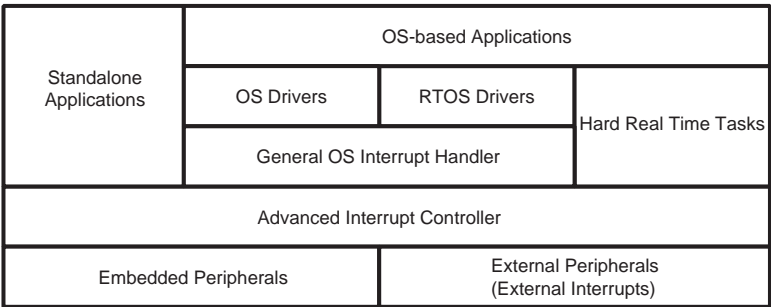 OS-based Applications
Standalone
Applications
OS Drivers
RTOS Drivers
Hard Real Time Tasks
General OS Interrupt Handler
Advanced Interrupt Controller
Embedded Peripherals
External Peripherals
(External Interrupts)